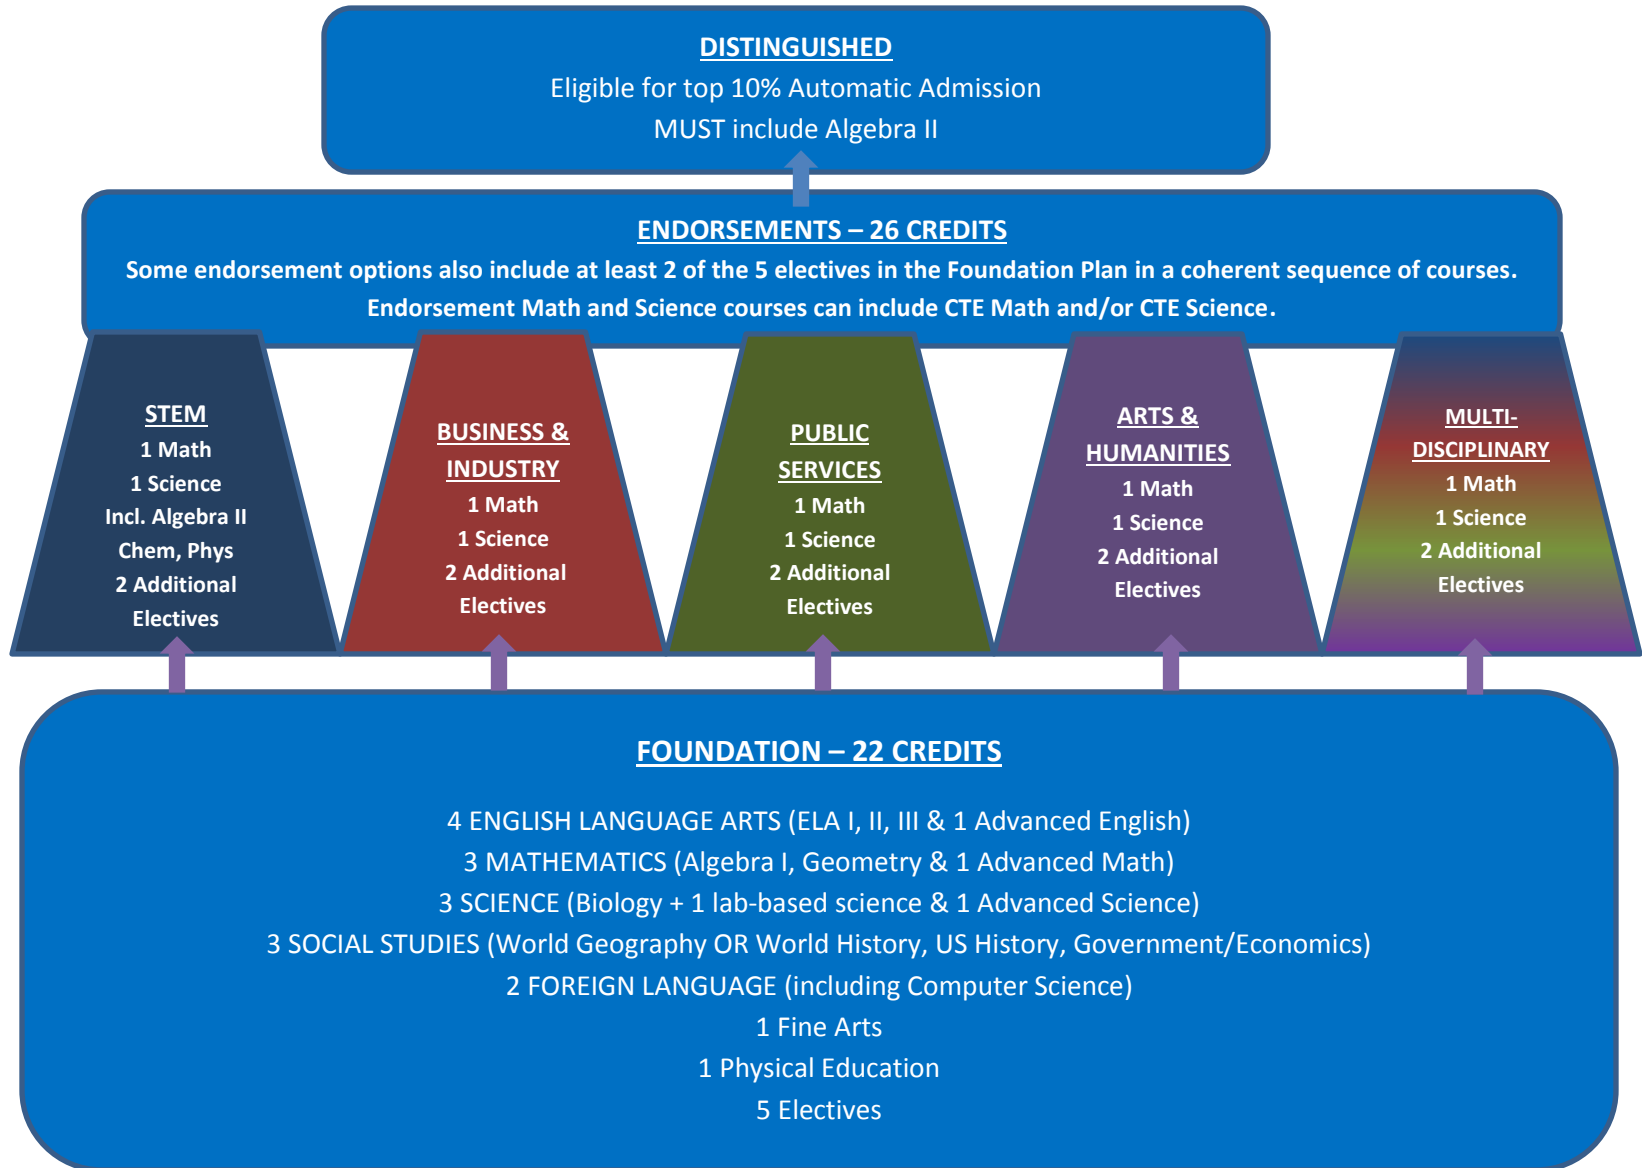 DISTINGUISHED
Eligible for top 10% Automatic Admission
MUST include Algebra II
ENDORSEMENTS – 26 CREDITS
Some endorsement options also include at least 2 of the 5 electives in the Foundation Plan in a coherent sequence of courses.
Endorsement Math and Science courses can include CTE Math and/or CTE Science.
STEM
1 Math
1 Science
Incl. Algebra II
Chem, Phys
2 Additional
Electives
BUSINESS &
INDUSTRY
1 Math
1 Science
2 Additional
Electives
PUBLIC
SERVICES
1 Math
1 Science
2 Additional
Electives
ARTS &
HUMANITIES
1 Math
1 Science
2 Additional
Electives
MULTI-
DISCIPLINARY
1 Math
1 Science
2 Additional
Electives
FOUNDATION – 22 CREDITS
4 ENGLISH LANGUAGE ARTS (ELA I, II, III & 1 Advanced English)
3 MATHEMATICS (Algebra I, Geometry & 1 Advanced Math)
3 SCIENCE (Biology + 1 lab-based science & 1 Advanced Science)
3 SOCIAL STUDIES (World Geography OR World History, US History, Government/Economics)
2 FOREIGN LANGUAGE (including Computer Science)
1 Fine Arts
1 Physical Education
5 Electives